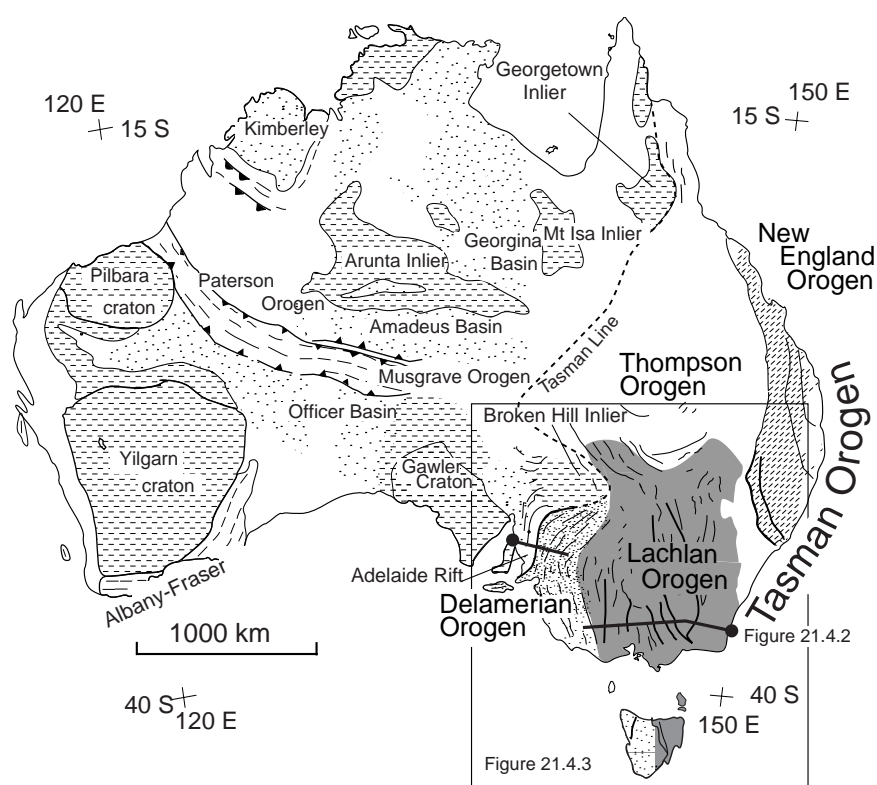 Georgetown
Inlier
120 E
15 S
150 E
15 S
Kimberley
New
England
Orogen
Georgina
Basin
Mt Isa Inlier
Arunta Inlier
Pilbara
craton
Paterson
Orogen
Amadeus Basin
Tasman Line
Thompson
Orogen
Musgrave Orogen
Officer Basin
Broken Hill Inlier
Tasman Orogen
Yilgarn
craton
Gawler
Craton
Lachlan
Orogen
Adelaide Rift
Delamerian
Orogen
Albany-Fraser
1000 km
Figure 21.4.2
40 S
120 E
40 S
150 E
Figure 21.4.3